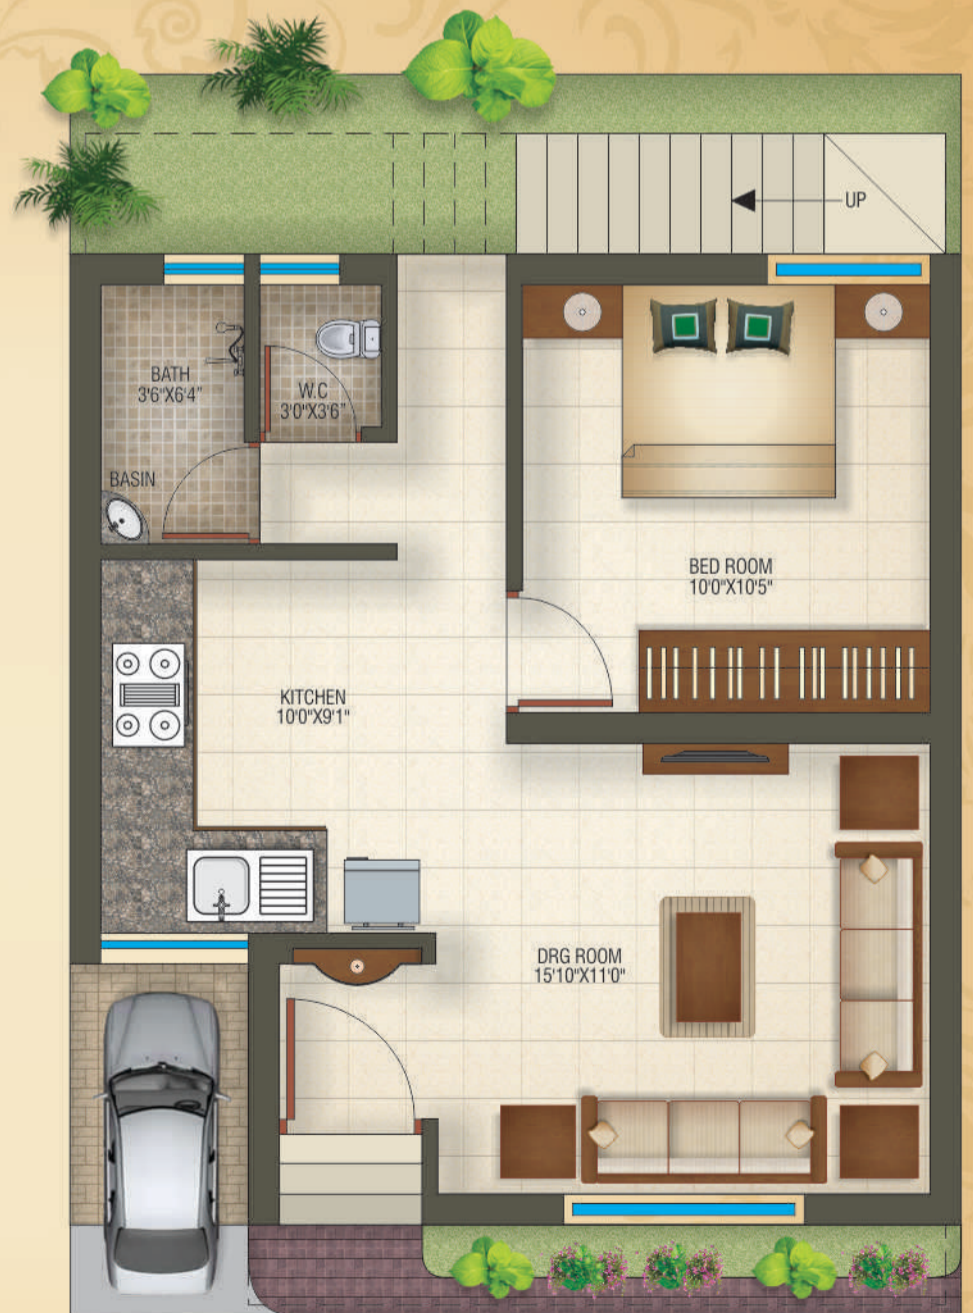 UP
BATH
3'6"X6'4"
W.C
3'0"X3'6"
BASIN
BED ROOM
10'0"X10'5"
KITCHEN
10'0"X9'1"
DRG ROOM
15'10"X11'0"